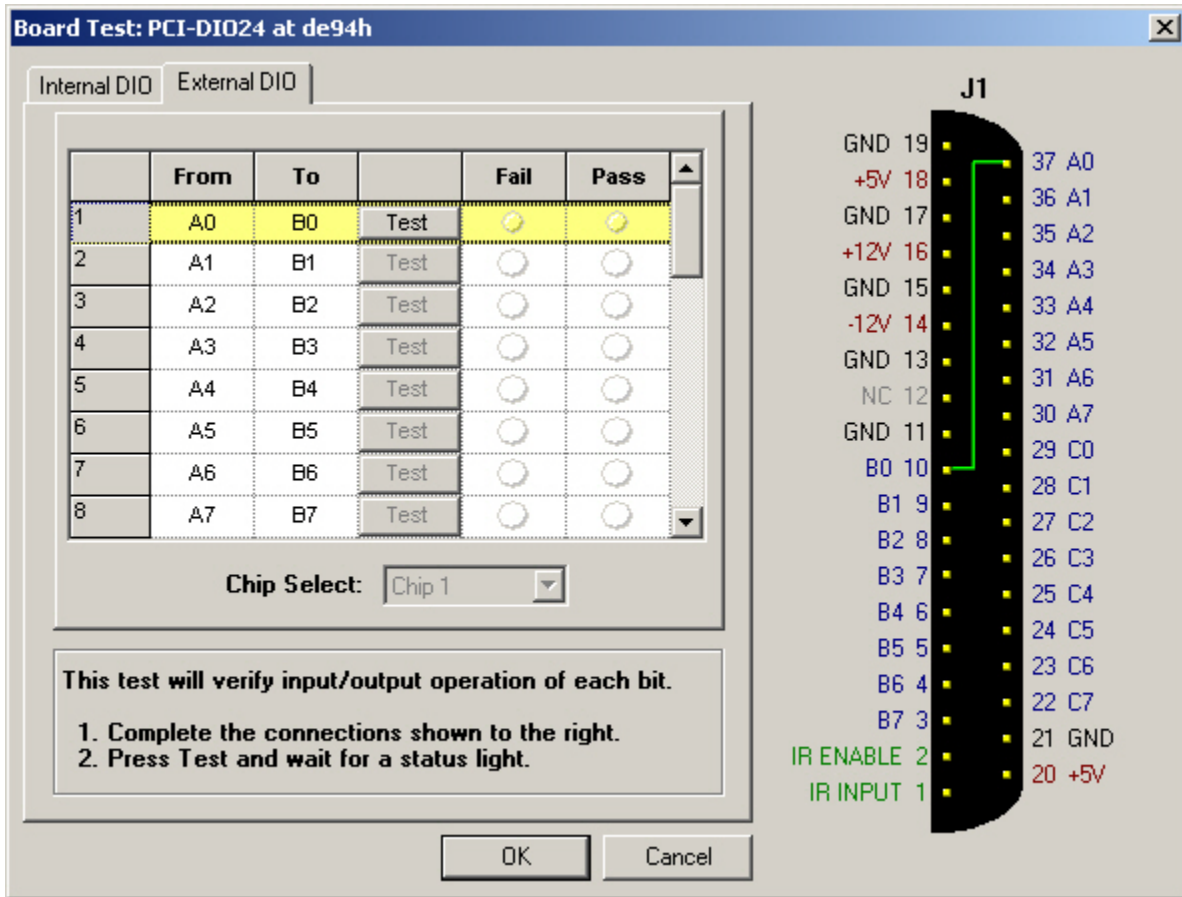 Board Test: PCI-DIO24 at de94h
Internal DIO External DIO
From To Fail Pass
1 A0 B0 Test
2 A1 B1 Test
3 A2 B2 Test
4 A3 B3 Test
5 A4 B4 Test
6 A5 B5 Test
7 A6 B6 Test
8 A7 B7 Test
Chip Select: Chip 1
This test will verify input/output operation of each bit.
1. Complete the connections shown to the right.
2. Press Test and wait for a status light.
OK Cancel
J1
GND 19
+5V 18
GND 17
+12V 16
GND 15
-12V 14
GND 13
NC 12
GND 11
B0 10
B1 9
B2 8
B3 7
B4 6
B5 5
B6 4
B7 3
IR ENABLE 2
IR INPUT 1
37 A0
36 A1
35 A2
34 A3
33 A4
32 A5
31 A6
30 A7
29 C0
28 C1
27 C2
26 C3
25 C4
24 C5
23 C6
22 C7
21 GND
20 +5V